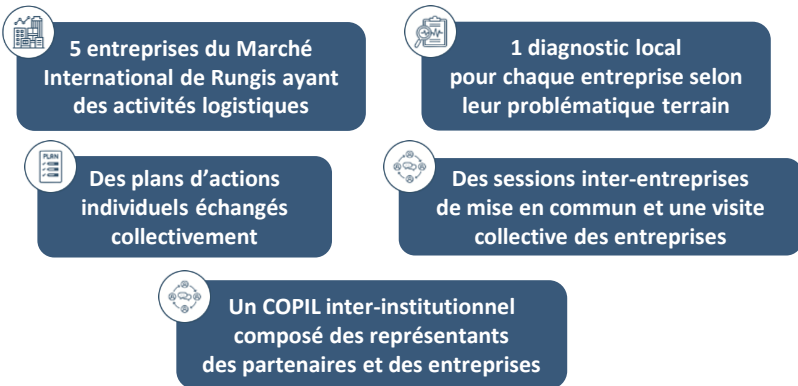 5 entreprises du Marché
International de Rungis ayant
des activités logistiques
1 diagnostic local
pour chaque entreprise selon
leur problématique terrain
PLAN
Des plans d’actions
individuels échangés
collectivement
Des sessions inter-entreprises
de mise en commun et une visite
collective des entreprises
Un COPIL inter-institutionnel
composé des représentants
des partenaires et des entreprises